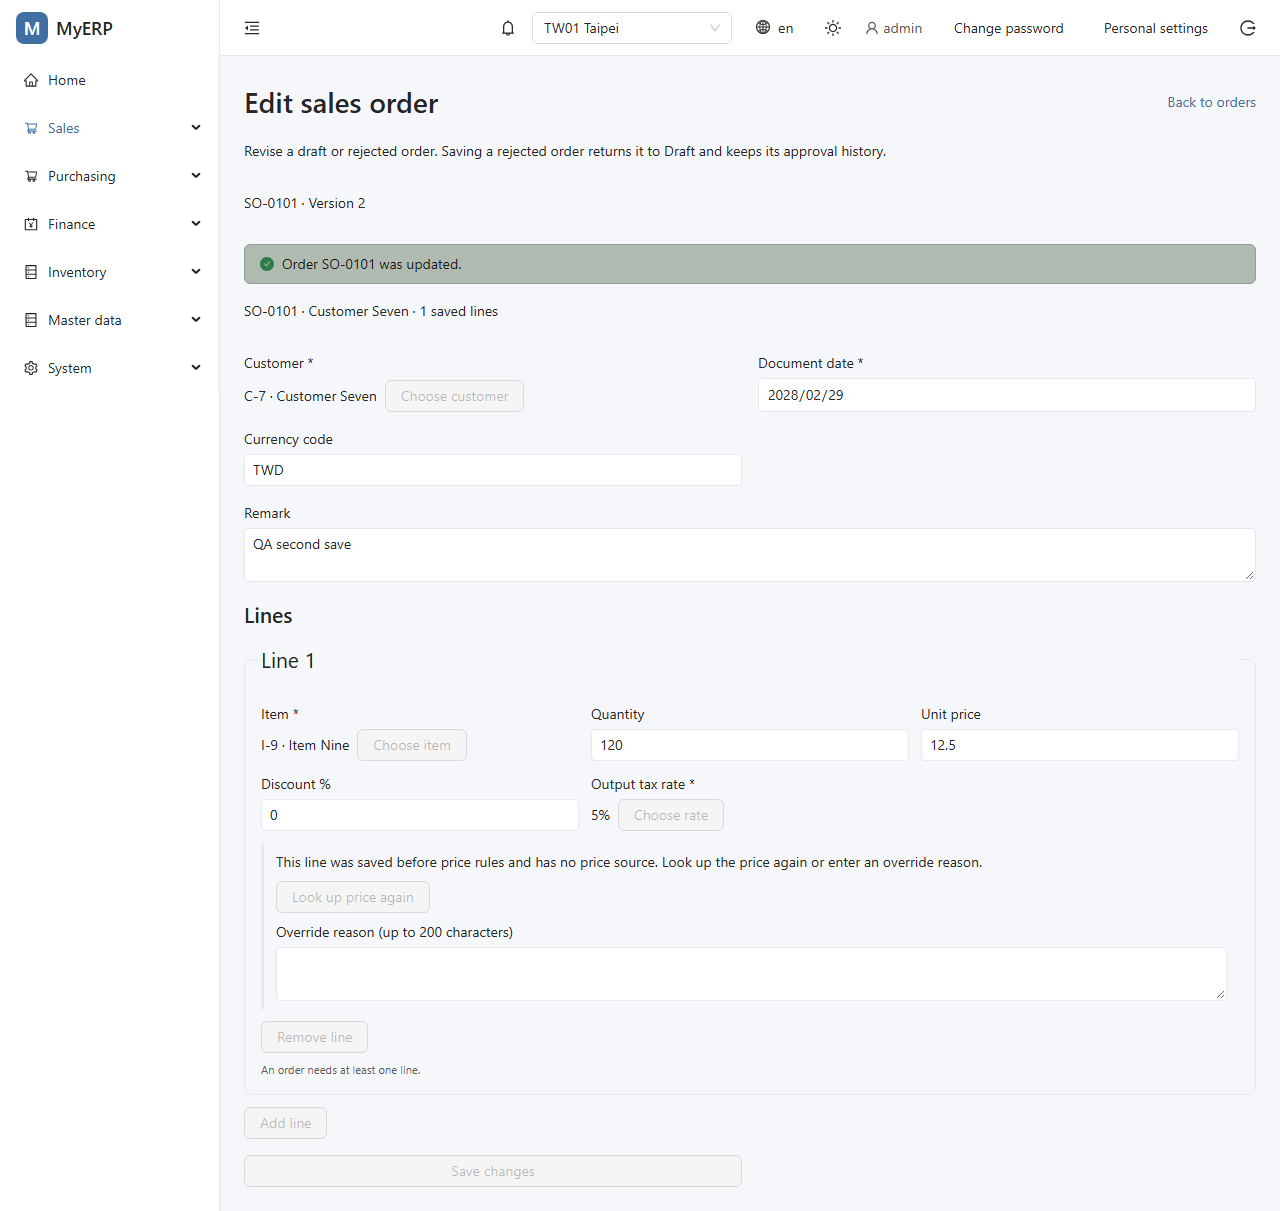 M MyERP
TW01 Taipei
en
admin
Change password
Personal settings
Home
Sales
Purchasing
Finance
Inventory
Master data
System
Edit sales order
Back to orders
Revise a draft or rejected order. Saving a rejected order returns it to Draft and keeps its approval history.
SO-0101 · Version 2
Order SO-0101 was updated.
SO-0101 · Customer Seven · 1 saved lines
Customer *
C-7 · Customer Seven
Choose customer
Document date *
2028/02/29
Currency code
TWD
Remark
QA second save
Lines
Line 1
Item *
I-9 · Item Nine
Choose item
Quantity
120
Unit price
12.5
Discount %
0
Output tax rate *
5%
Choose rate
This line was saved before price rules and has no price source. Look up the price again or enter an override reason.
Look up price again
Override reason (up to 200 characters)
Remove line
An order needs at least one line.
Add line
Save changes